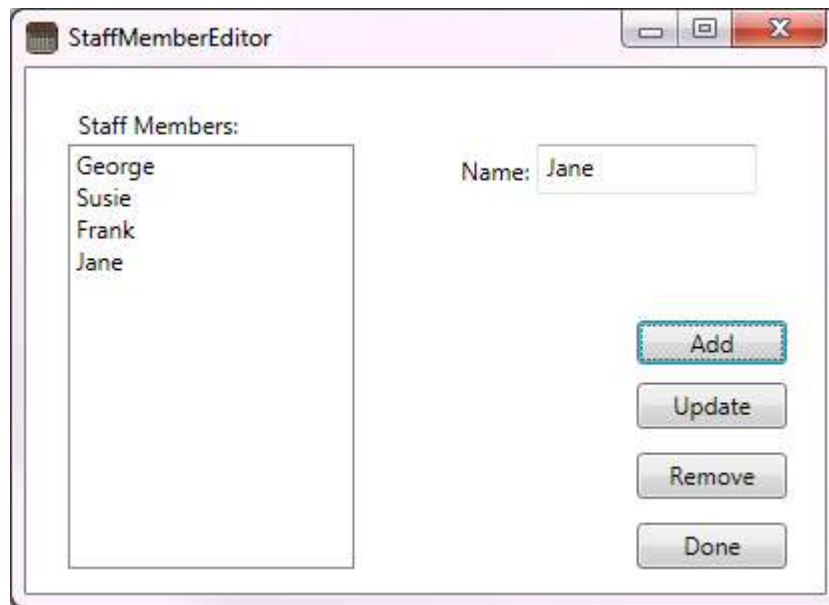 StaffMemberEditor
Staff Members:
George
Susie
Frank
Jane
Name: Jane
Add
Update
Remove
Done